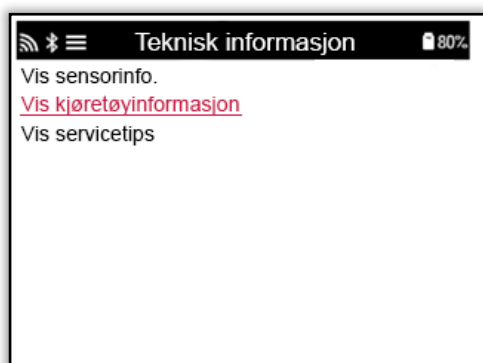 Teknisk informasjon 80%
Vis sensorinfo.
Vis kjøretøyinformasjon
Vis servicetips